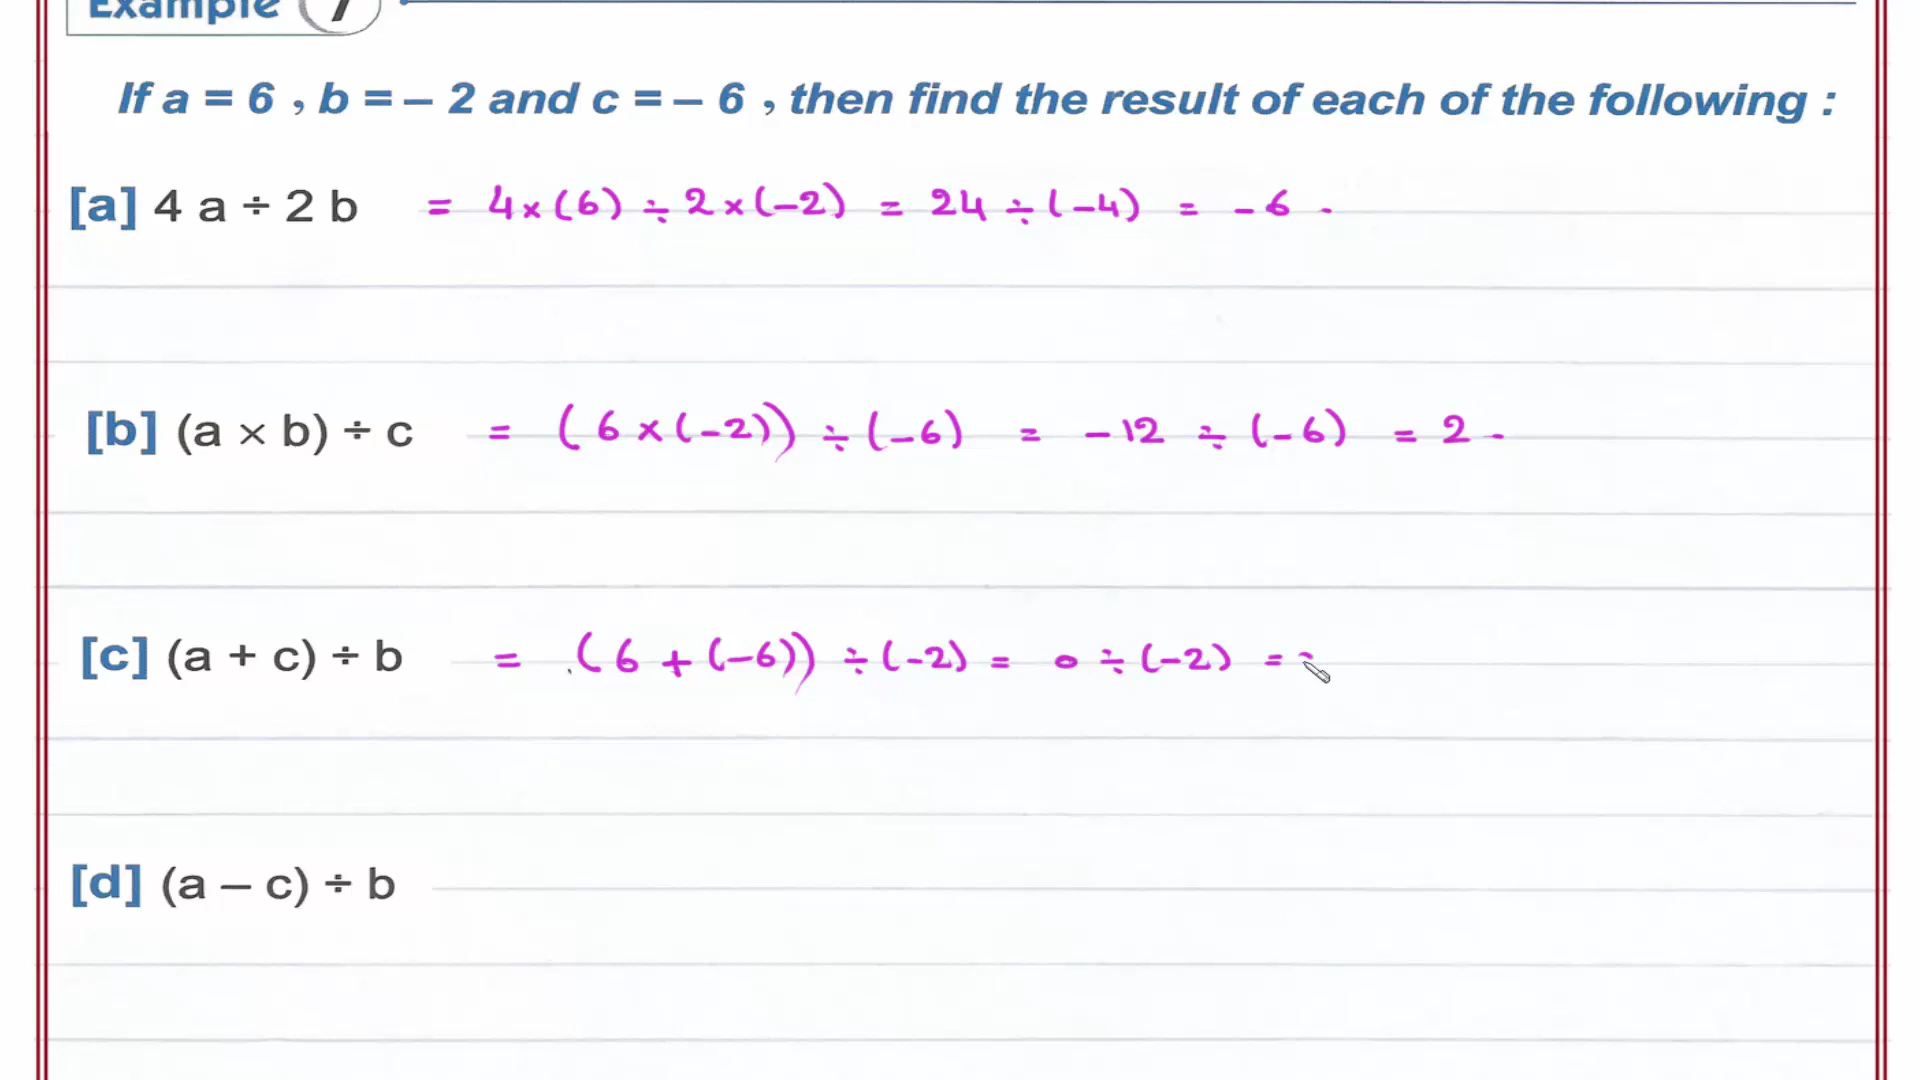 Example 7
If a = 6 , b = – 2 and c = – 6 , then find the result of each of the following :
[a] 4 a ÷ 2 b = 4 × (6) ÷ 2 × (-2) = 24 ÷ (-4) = -6 .
[b] (a × b) ÷ c = (6 × (-2)) ÷ (-6) = -12 ÷ (-6) = 2 .
[c] (a + c) ÷ b = (6 + (-6)) ÷ (-2) = 0 ÷ (-2) =
[d] (a – c) ÷ b